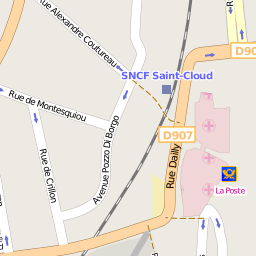 Rue Alexandre Coutureau
D90
SNCF Saint-Cloud
Rue de Montesquiou
D907
Rue de Crillon
Avenue Pozzo Di Borgo
Rue Dailly
La Poste